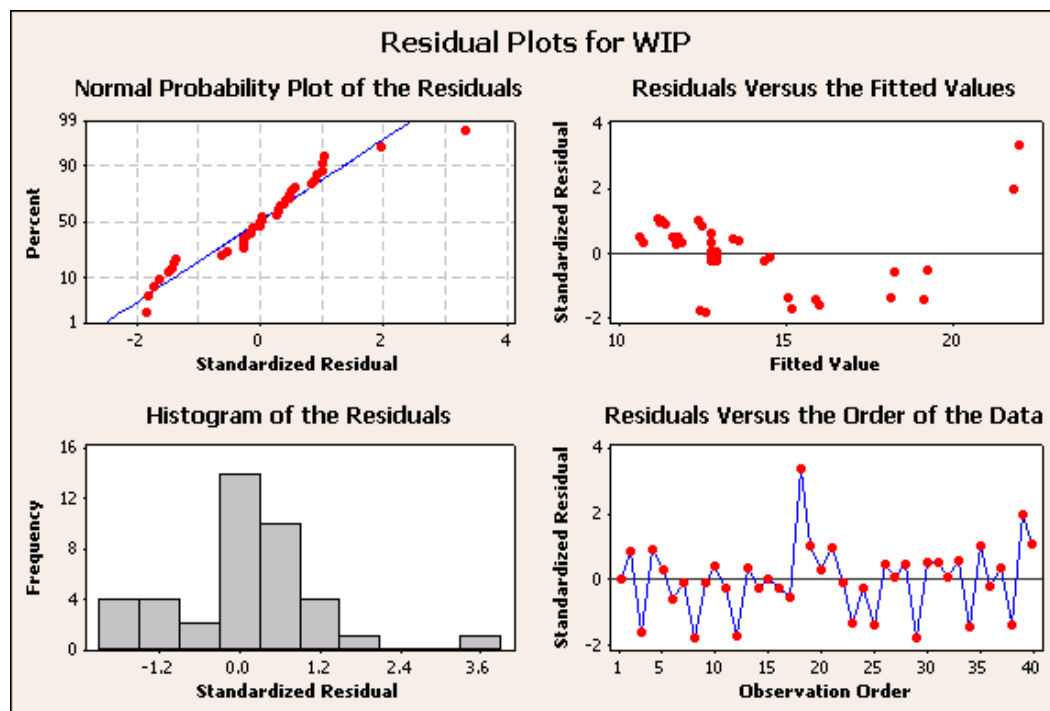 Residual Plots for WIP
Normal Probability Plot of the Residuals
99
90
50
10
1
Percent
-2 0 2 4
Standardized Residual
Residuals Versus the Fitted Values
4
2
0
-2
Standardized Residual
10 15 20
Fitted Value
Histogram of the Residuals
16
12
8
4
0
Frequency
-1.2 0.0 1.2 2.4 3.6
Standardized Residual
Residuals Versus the Order of the Data
4
2
0
-2
Standardized Residual
1 5 10 15 20 25 30 35 40
Observation Order